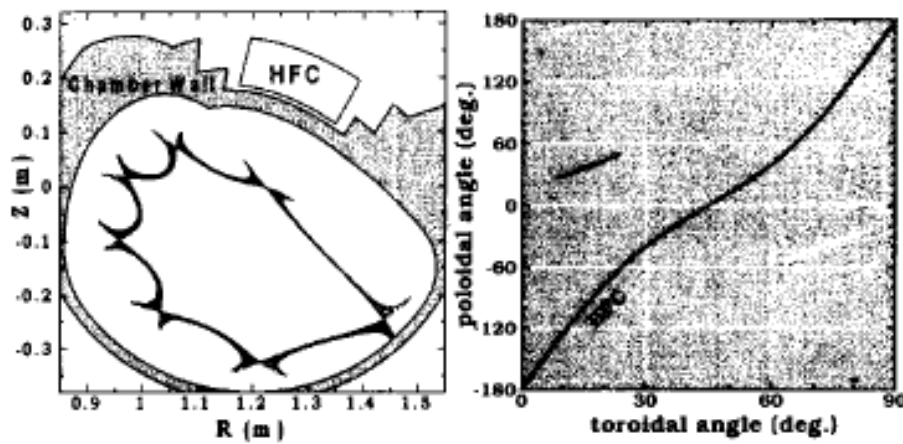 0.3
0.2
0.1
0
-0.1
-0.2
-0.3
Z (m)
Chamber Wall
HFC
0.9 1 1.1 1.2 1.3 1.4 1.5
R (m)
180
120
60
0
-60
-120
-180
poloidal angle (deg.)
0 30 60 90
toroidal angle (deg.)